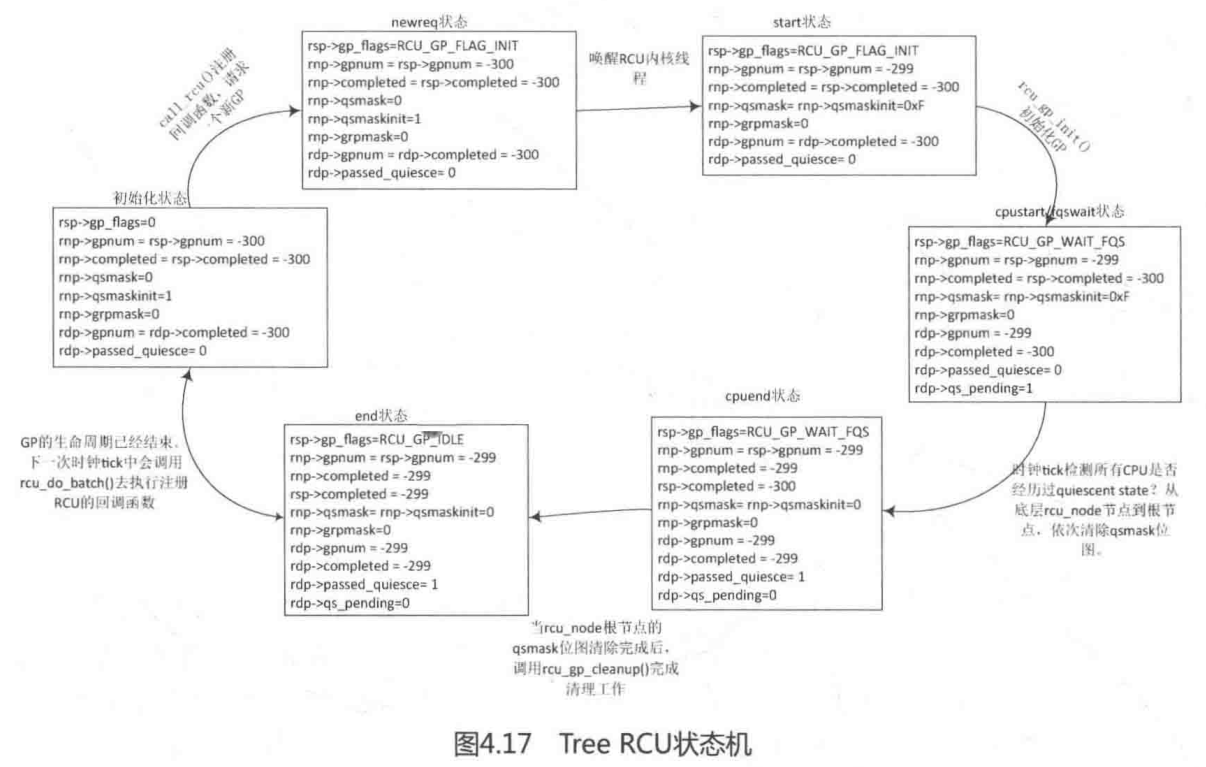 newreq状态
rsp->gp_flags=RCU_GP_FLAG_INIT
rnp->gpnum = rsp->gpnum = -300
rnp->completed = rsp->completed = -300
rnp->qsmask=0
rnp->qsmaskinit=1
rnp->grpmask=0
rdp->gpnum = rdp->completed = -300
rdp->passed_quiesce= 0
唤醒RCU内核线
程
start状态
rsp->gp_flags=RCU_GP_FLAG_INIT
rnp->gpnum = rsp->gpnum = -299
rnp->completed = rsp->completed = -300
rnp->qsmask= rnp->qsmaskinit=0xF
rnp->grpmask=0
rdp->gpnum = rdp->completed = -300
rdp->passed_quiesce= 0
rcu_gp_init()
初始化GP
cpustart/fqswait状态
rsp->gp_flags=RCU_GP_WAIT_FQS
rnp->gpnum = rsp->gpnum = -299
rnp->completed = rsp->completed = -300
rnp->qsmask= rnp->qsmaskinit=0xF
rnp->grpmask=0
rdp->gpnum = -299
rdp->completed = -300
rdp->passed_quiesce= 0
rdp->qs_pending=1
时钟tick检测所有CPU是否
经历过quiescent state？从
底层rcu_node节点到根节
点，依次清除qsmask位
图。
cpuend状态
rsp->gp_flags=RCU_GP_WAIT_FQS
rnp->gpnum = rsp->gpnum = -299
rnp->completed = -299
rsp->completed = -300
rnp->qsmask= rnp->qsmaskinit=0
rnp->grpmask=0
rdp->gpnum = -299
rdp->completed = -299
rdp->passed_quiesce= 1
rdp->qs_pending=0
当rcu_node根节点的
qsmask位图清除完成后，
调用rcu_gp_cleanup()完成
清理工作
end状态
rsp->gp_flags=RCU_GP_IDLE
rnp->gpnum = rsp->gpnum = -299
rnp->completed = -299
rsp->completed = -299
rnp->qsmask= rnp->qsmaskinit=0
rnp->grpmask=0
rdp->gpnum = -299
rdp->completed = -299
rdp->passed_quiesce= 1
rdp->qs_pending=0
GP的生命周期已经结束。
下一次时钟tick中会调用
rcu_do_batch()去执行注册
RCU的回调函数
初始化状态
rsp->gp_flags=0
rnp->gpnum = rsp->gpnum = -300
rnp->completed = rsp->completed = -300
rnp->qsmask=0
rnp->qsmaskinit=1
rnp->grpmask=0
rdp->gpnum = rdp->completed = -300
rdp->passed_quiesce= 0
call_rcu()注册
回调函数，请求
一个新GP
图4.17 Tree RCU状态机